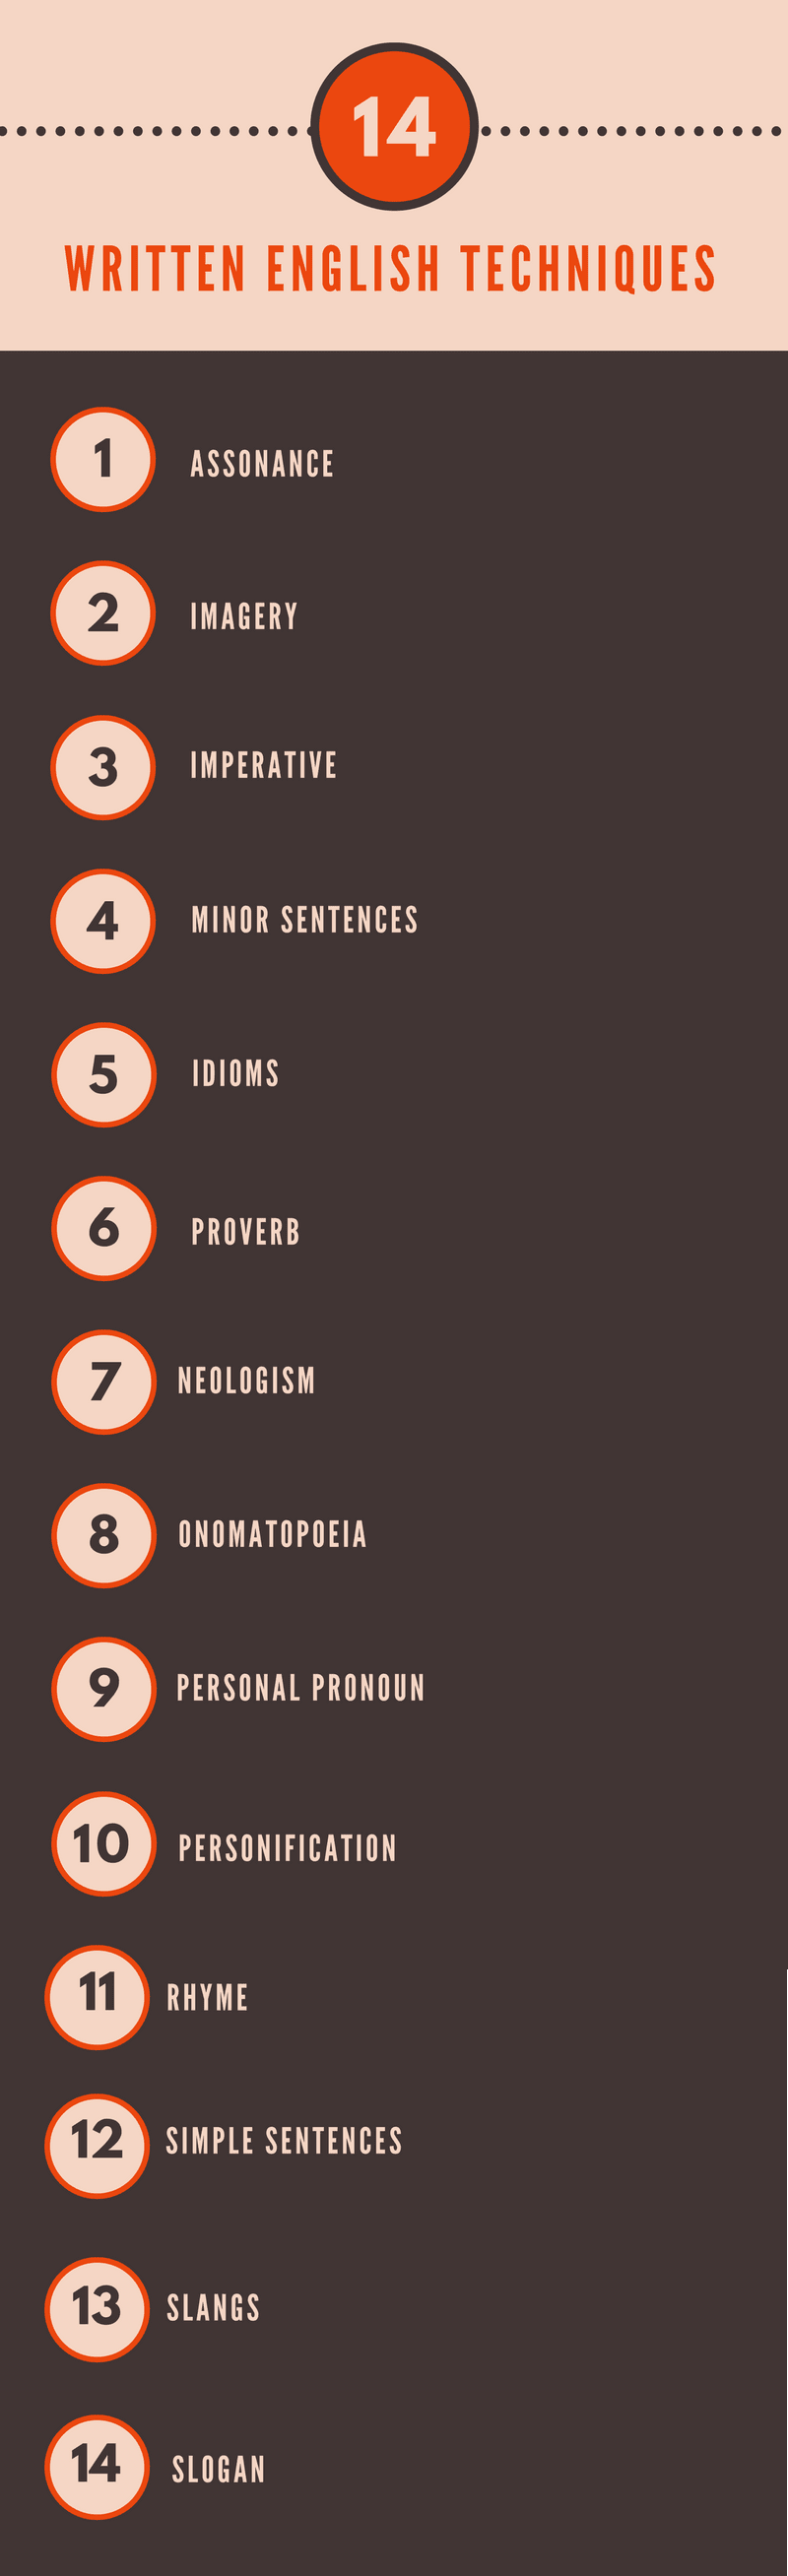 14
WRITTEN ENGLISH TECHNIQUES
1 ASSONANCE
2 IMAGERY
3 IMPERATIVE
4 MINOR SENTENCES
5 IDIOMS
6 PROVERB
7 NEOLOGISM
8 ONOMATOPOEIA
9 PERSONAL PRONOUN
10 PERSONIFICATION
11 RHYME
12 SIMPLE SENTENCES
13 SLANGS
14 SLOGAN